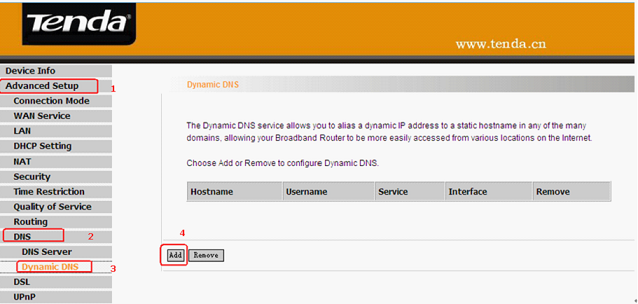 Tenda
www.tenda.cn
Device Info
Advanced Setup 1
Connection Mode
WAN Service
LAN
DHCP Setting
NAT
Security
Time Restriction
Quality of Service
Routing
DNS 2
DNS Server
Dynamic DNS 3
DSL
UPnP
Dynamic DNS
The Dynamic DNS service allows you to alias a dynamic IP address to a static hostname in any of the many
domains, allowing your Broadband Router to be more easily accessed from various locations on the Internet.
Choose Add or Remove to configure Dynamic DNS.
Hostname Username Service Interface Remove
4
Add Remove